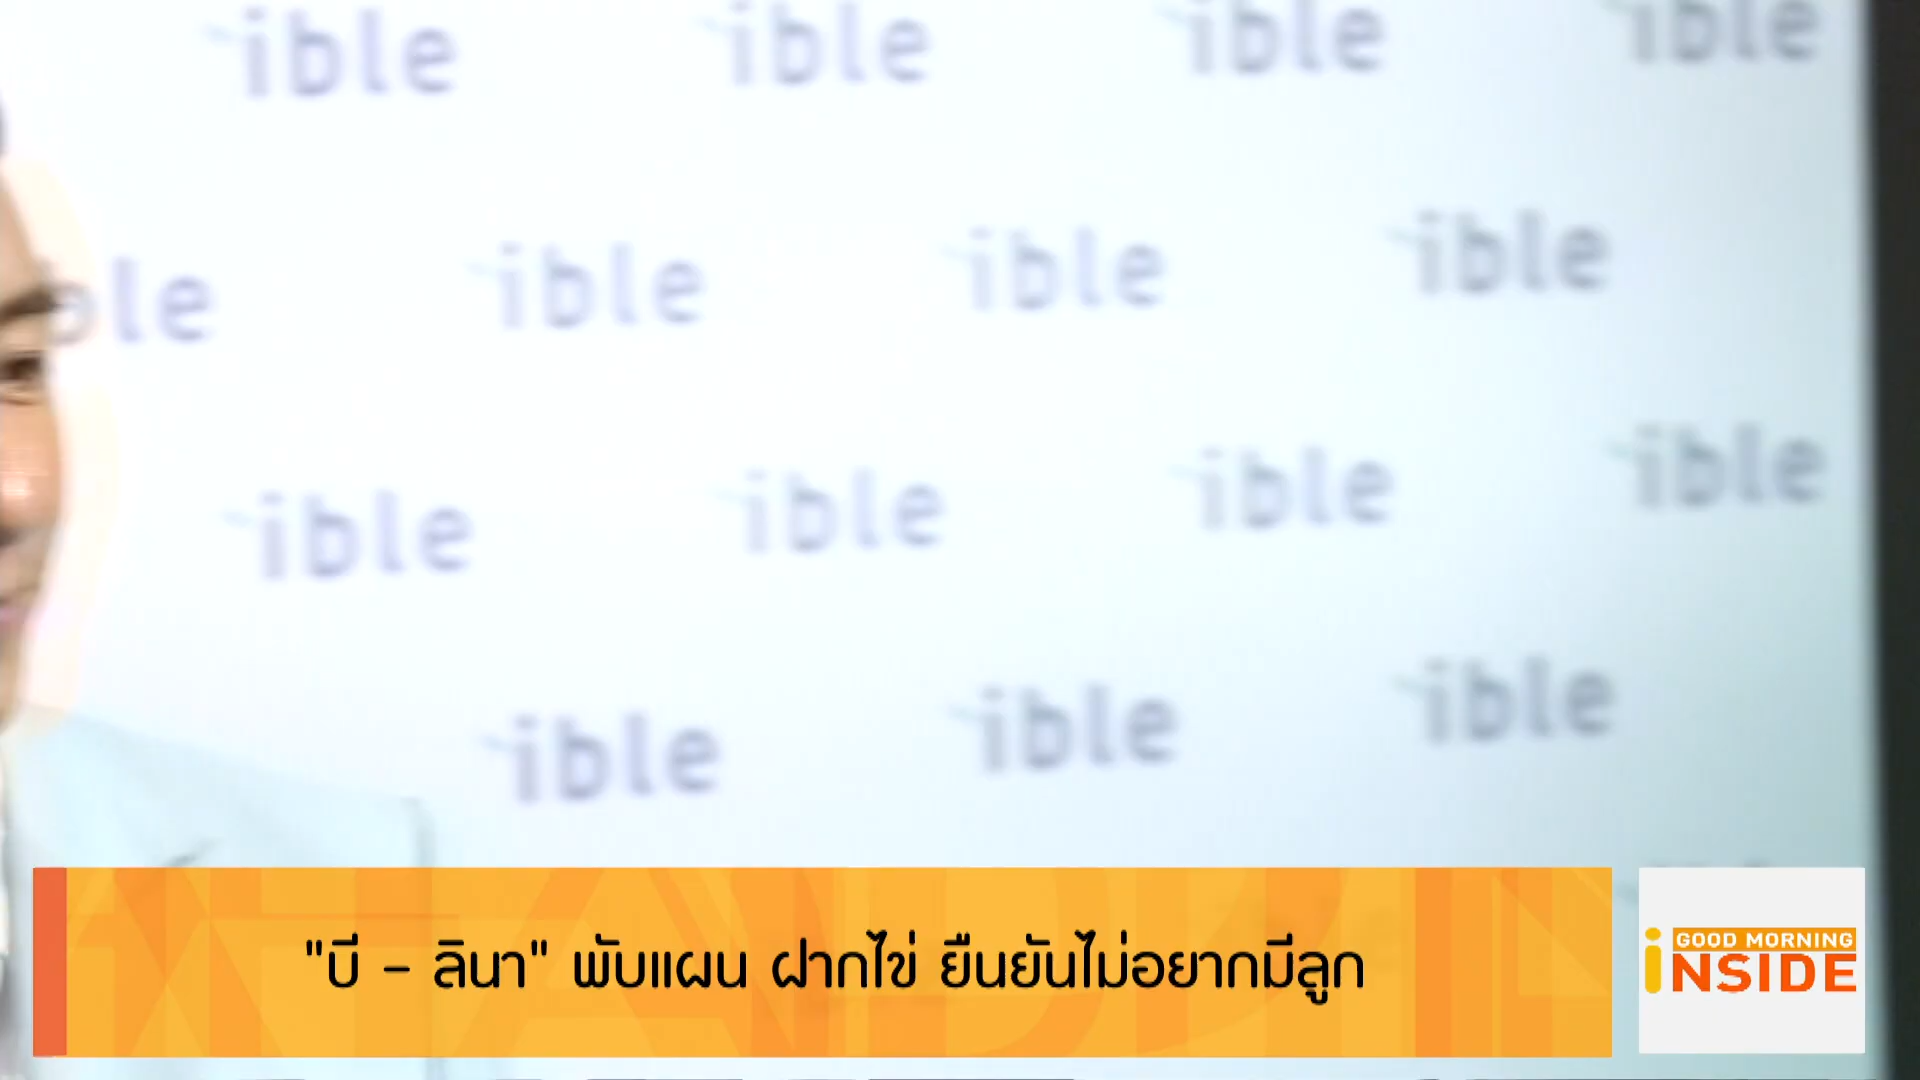 ible ible ible ible
ble ible ible ible
ible ible ible ible
ible ible ible
"บี – ลินา" พับแผน ฝากไข่ ยืนยันไม่อยากมีลูก
GOOD MORNING
iNSIDE